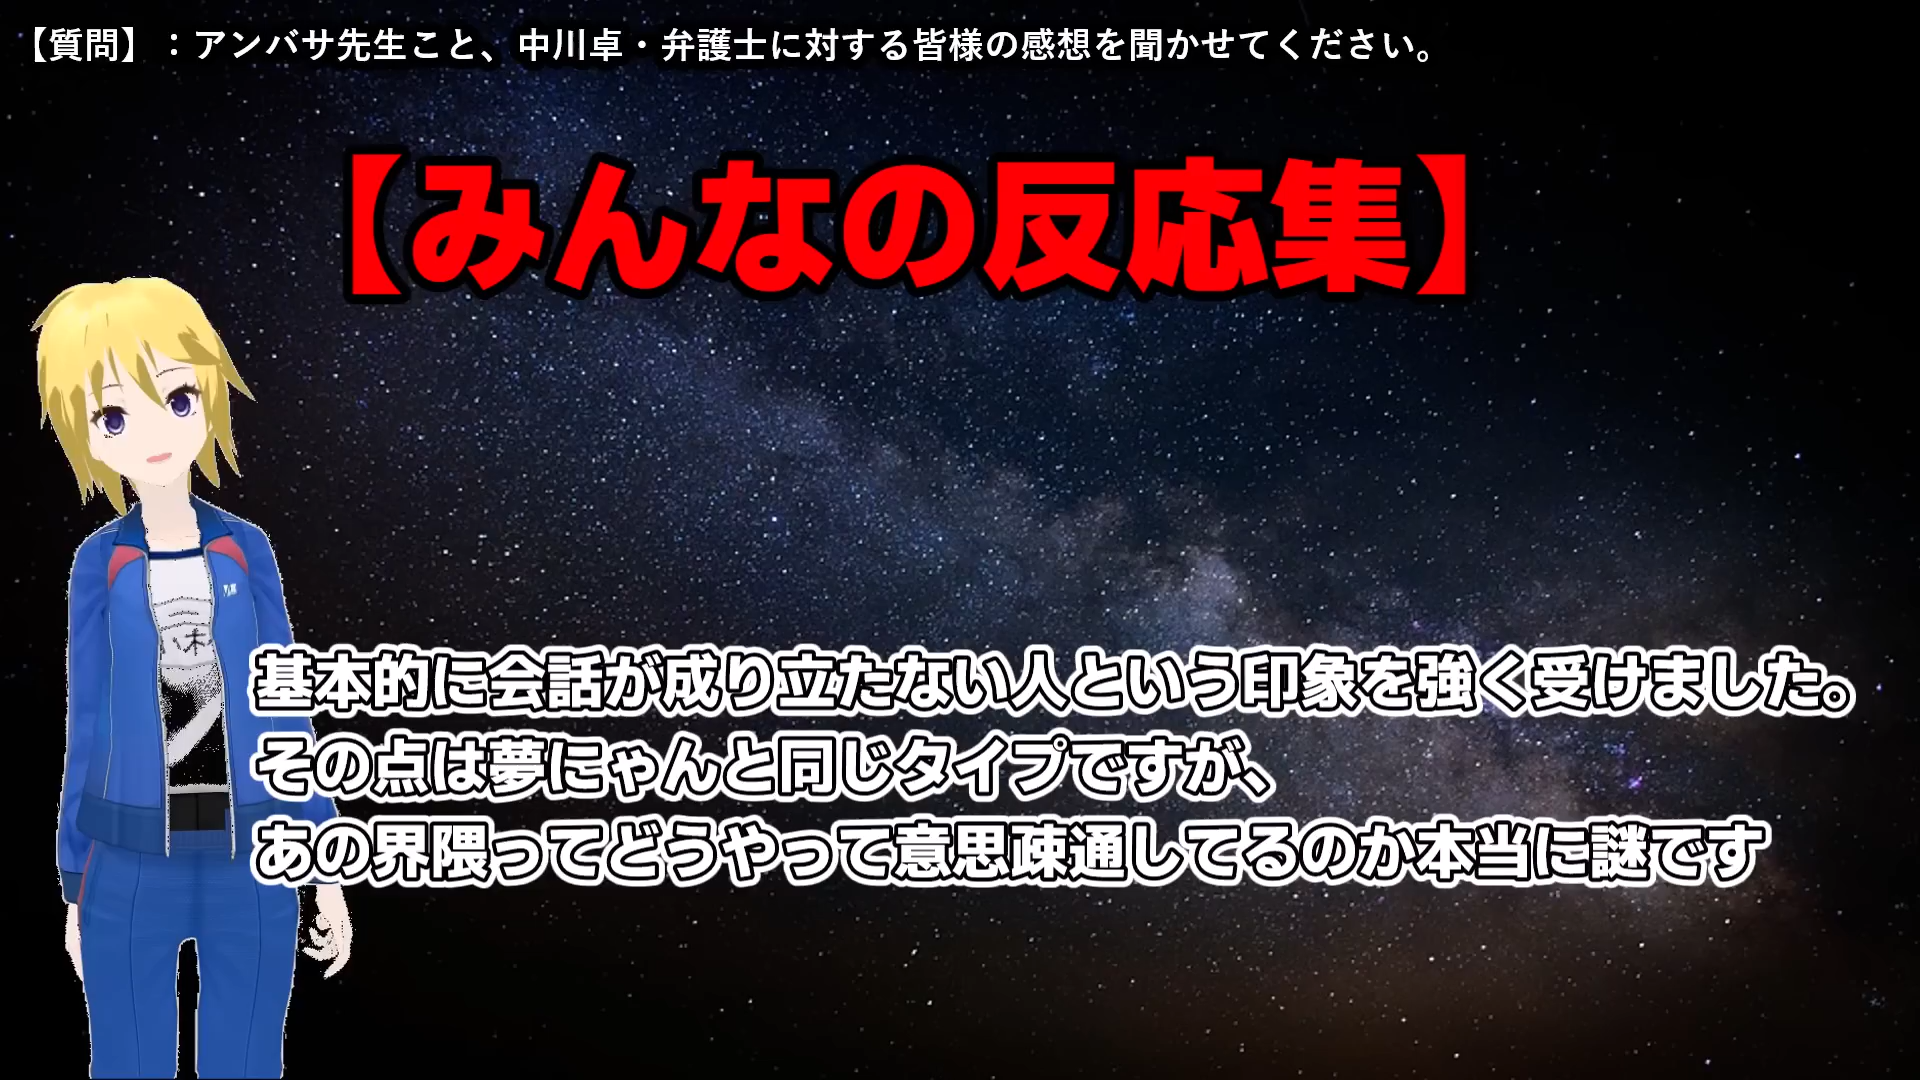 【質問】：アンバサ先生こと、中川卓・弁護士に対する皆様の感想を聞かせてください。
【みんなの反応集】
基本的に会話が成り立たない人という印象を強く受けました。
その点は夢にゃんと同じタイプですが、
あの界隈ってどうやって意思疎通してるのか本当に謎です